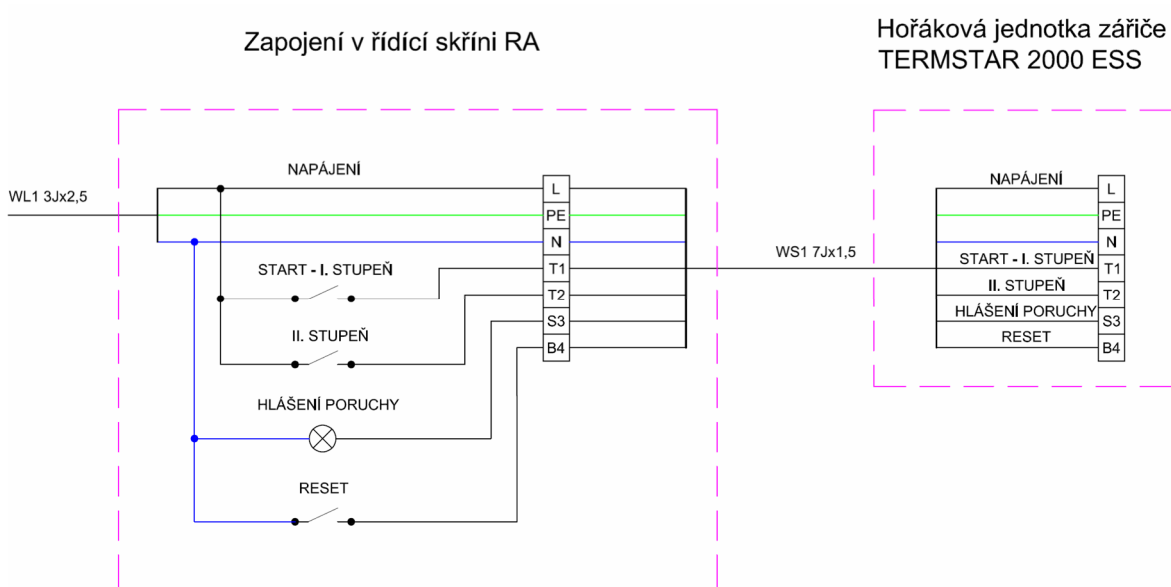 Zapojení v řídící skříni RA
Hořáková jednotka zářiče
TERMSTAR 2000 ESS
WL1 3Jx2,5
NAPÁJENÍ
START - I. STUPEŇ
II. STUPEŇ
HLÁŠENÍ PORUCHY
RESET
L
PE
N
T1
T2
S3
B4
WS1 7Jx1,5
NAPÁJENÍ
START - I. STUPEŇ
II. STUPEŇ
HLÁŠENÍ PORUCHY
RESET
L
PE
N
T1
T2
S3
B4